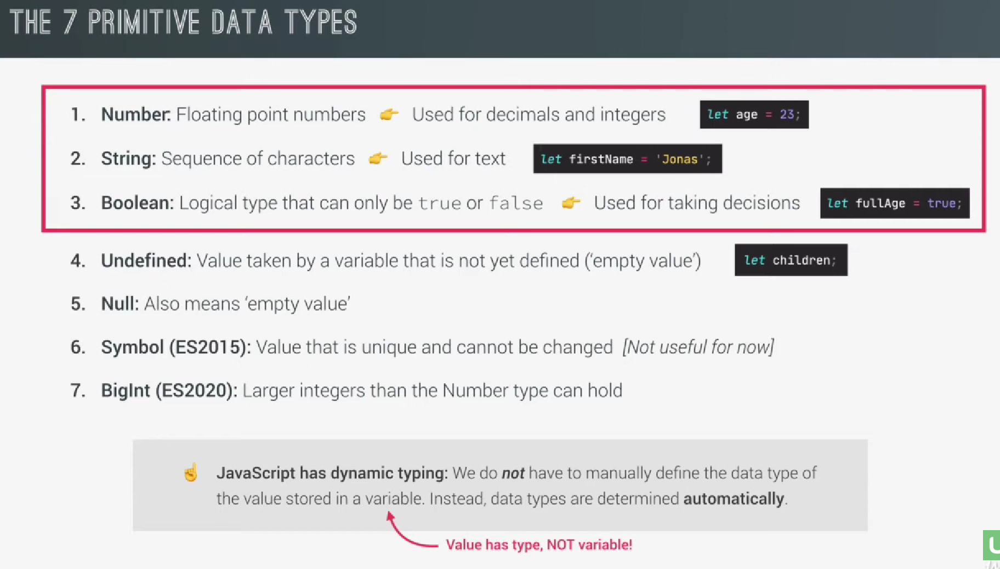 THE 7 PRIMITIVE DATA TYPES
1. Number: Floating point numbers 👉 Used for decimals and integers let age = 23;
2. String: Sequence of characters 👉 Used for text let firstName = 'Jonas';
3. Boolean: Logical type that can only be true or false 👉 Used for taking decisions let fullAge = true;
4. Undefined: Value taken by a variable that is not yet defined (‘empty value’) let children;
5. Null: Also means ‘empty value’
6. Symbol (ES2015): Value that is unique and cannot be changed [Not useful for now]
7. BigInt (ES2020): Larger integers than the Number type can hold
☝ JavaScript has dynamic typing: We do not have to manually define the data type of
the value stored in a variable. Instead, data types are determined automatically.
Value has type, NOT variable!